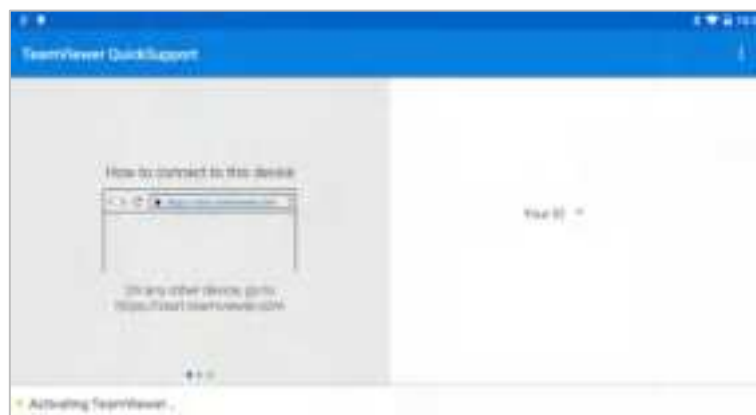 TeamViewer QuickSupport
How to connect to this device
Your ID
On any other device, go to
https://start.teamviewer.com
Activating TeamViewer...